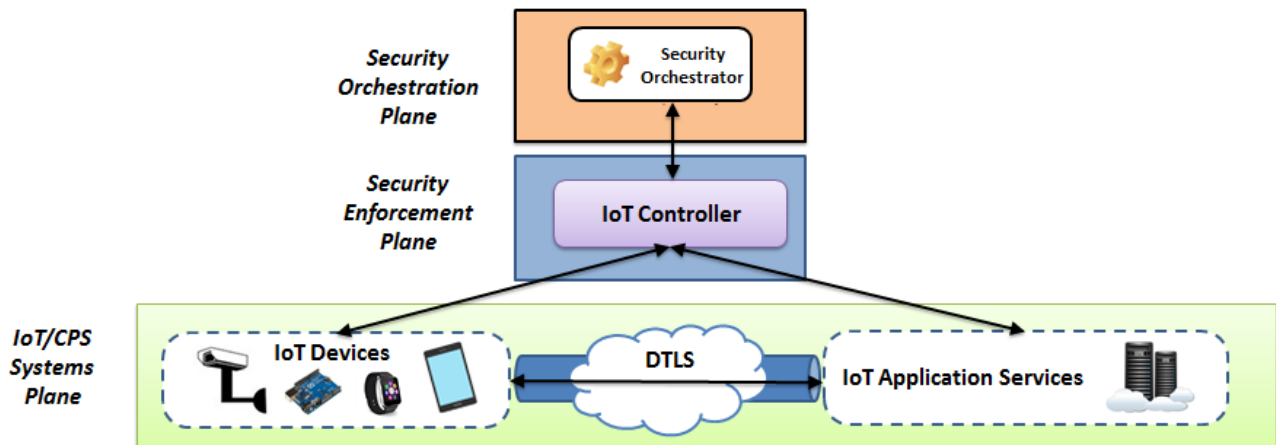 Security
Orchestration
Plane
Security
Orchestrator
Security
Enforcement
Plane
IoT Controller
IoT/CPS
Systems
Plane
IoT Devices
DTLS
IoT Application Services